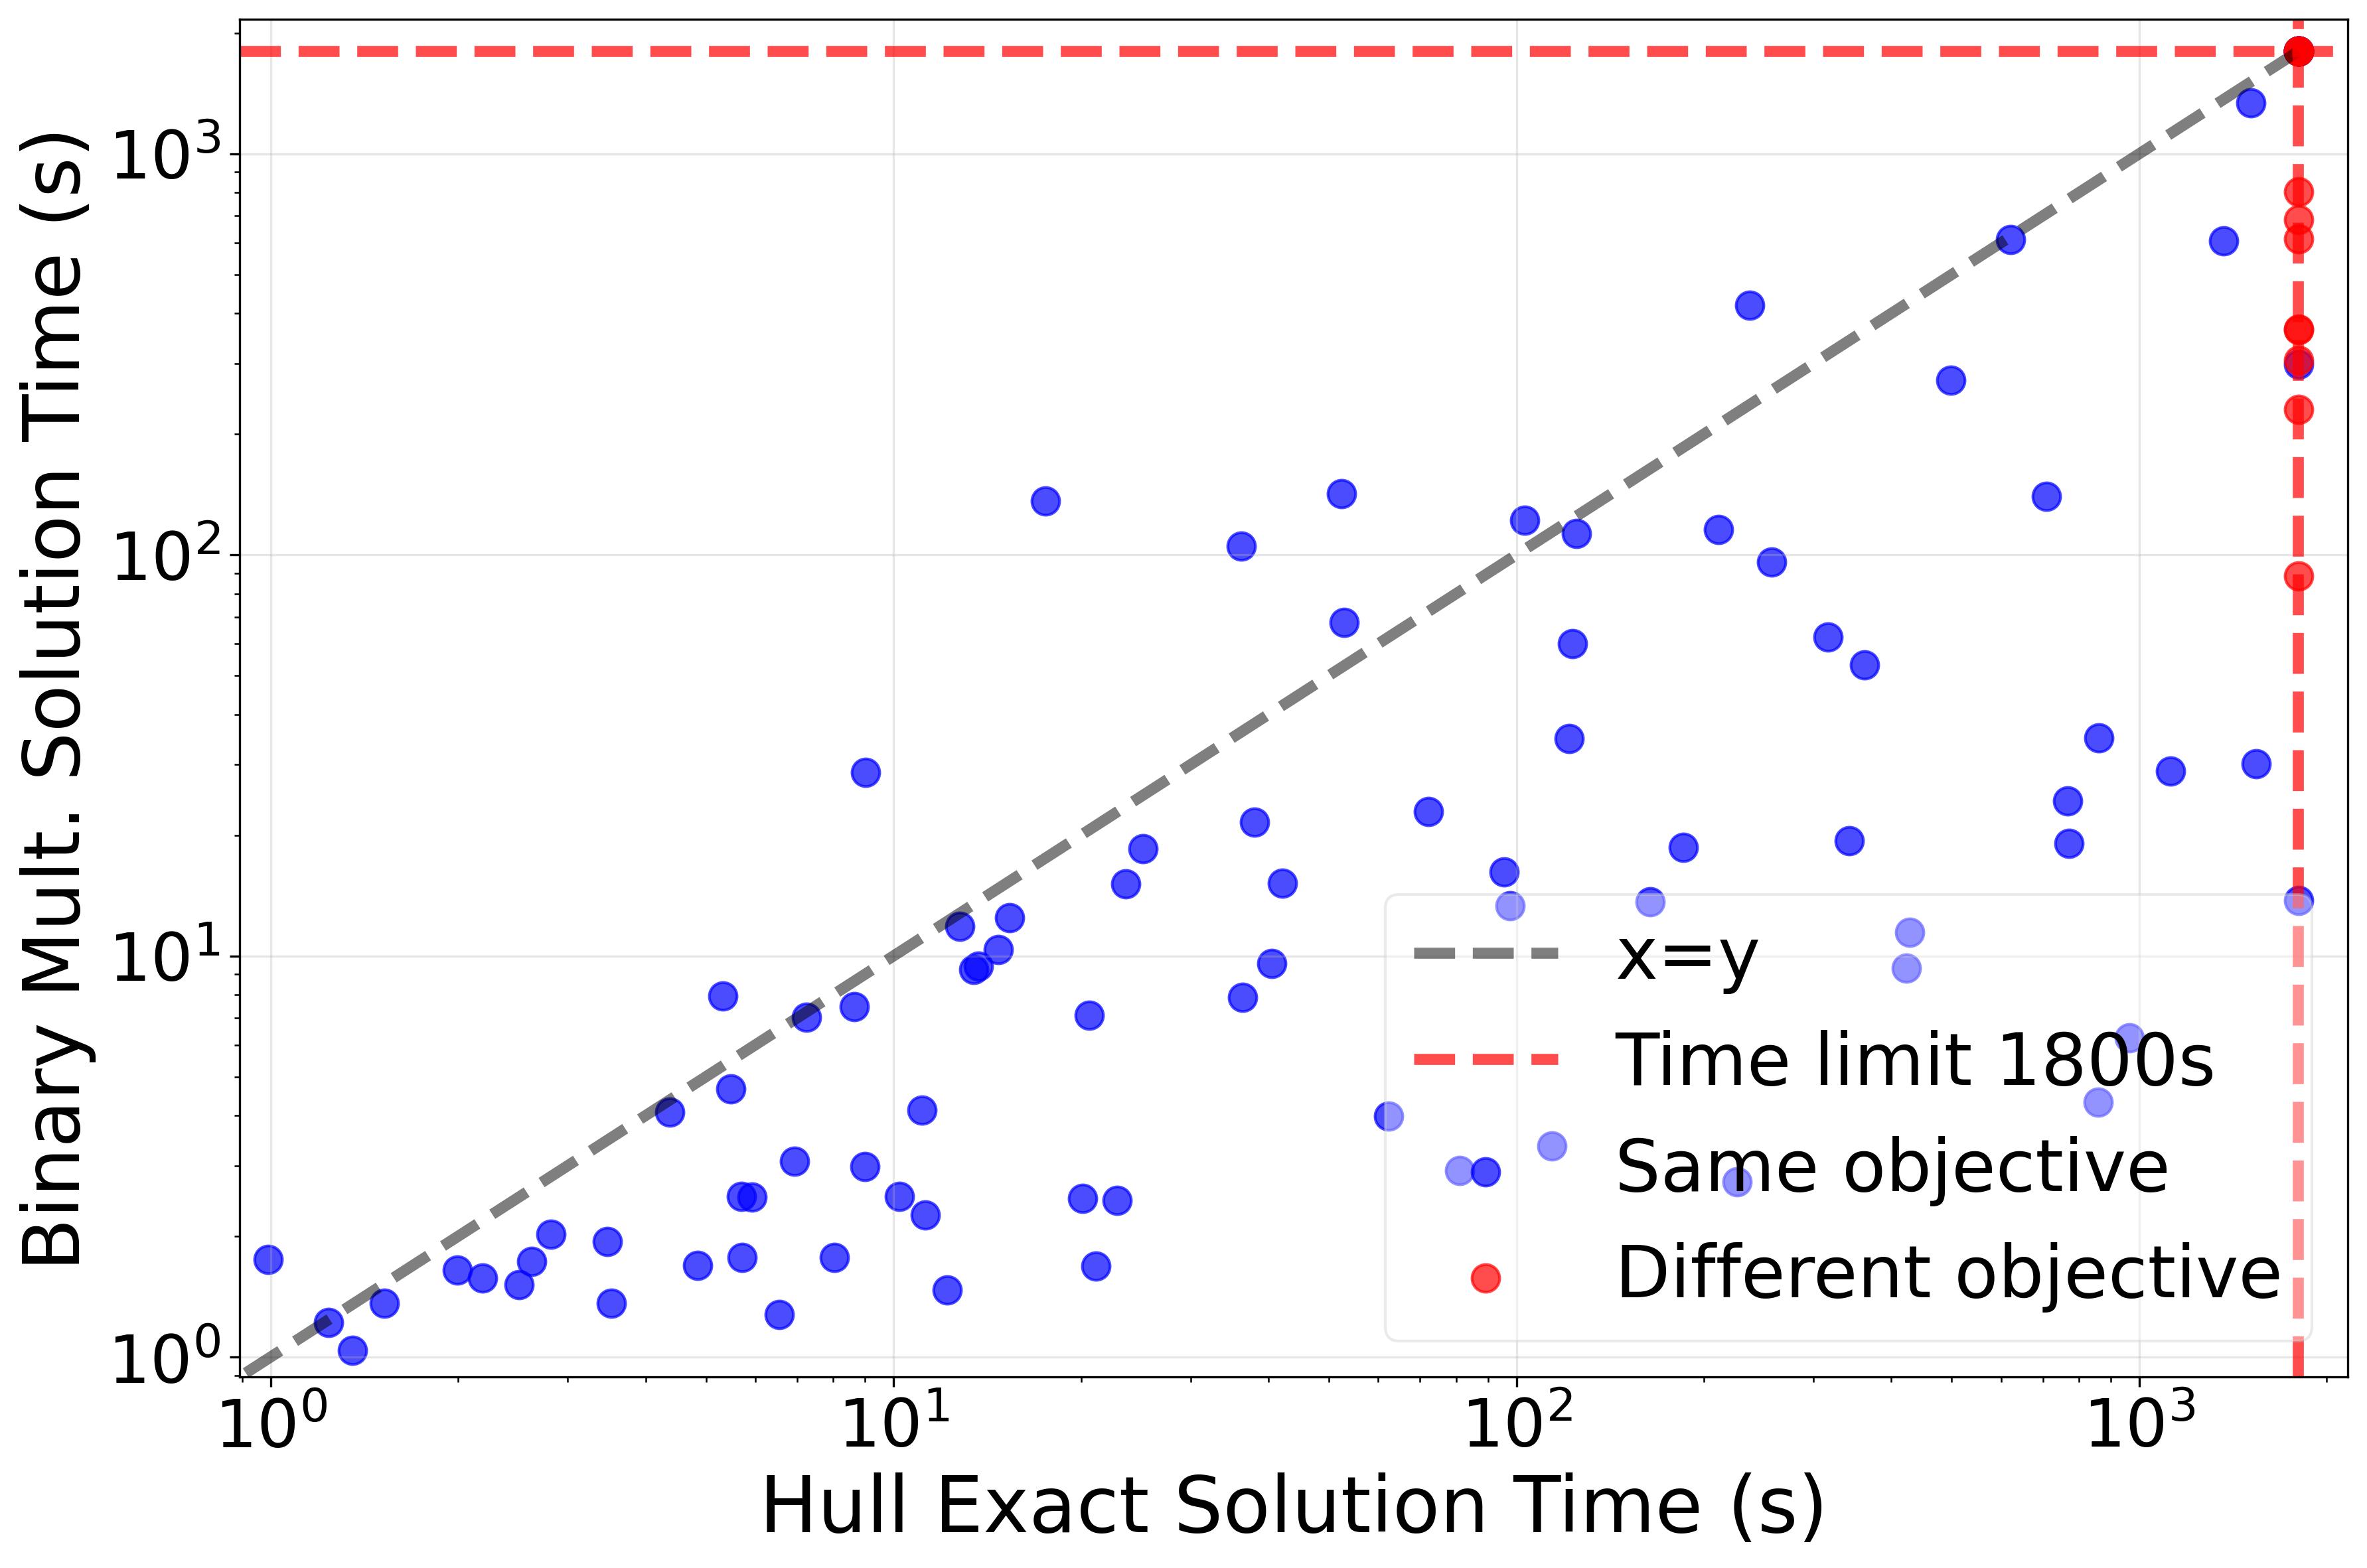 Binary Mult. Solution Time (s)
10³
10²
10¹
10⁰
x=y
Time limit 1800s
Same objective
Different objective
10⁰ 10¹ 10² 10³
Hull Exact Solution Time (s)